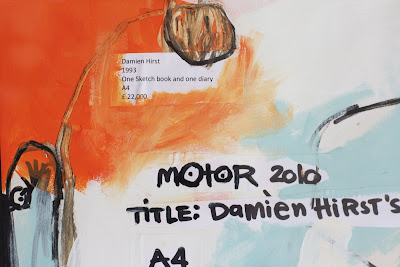 Damien Hirst
1993
One Sketch book and one diary
A4
£ 22,000
MOtOR 2010
TiTLE: DamiEn HiRST'S
A4